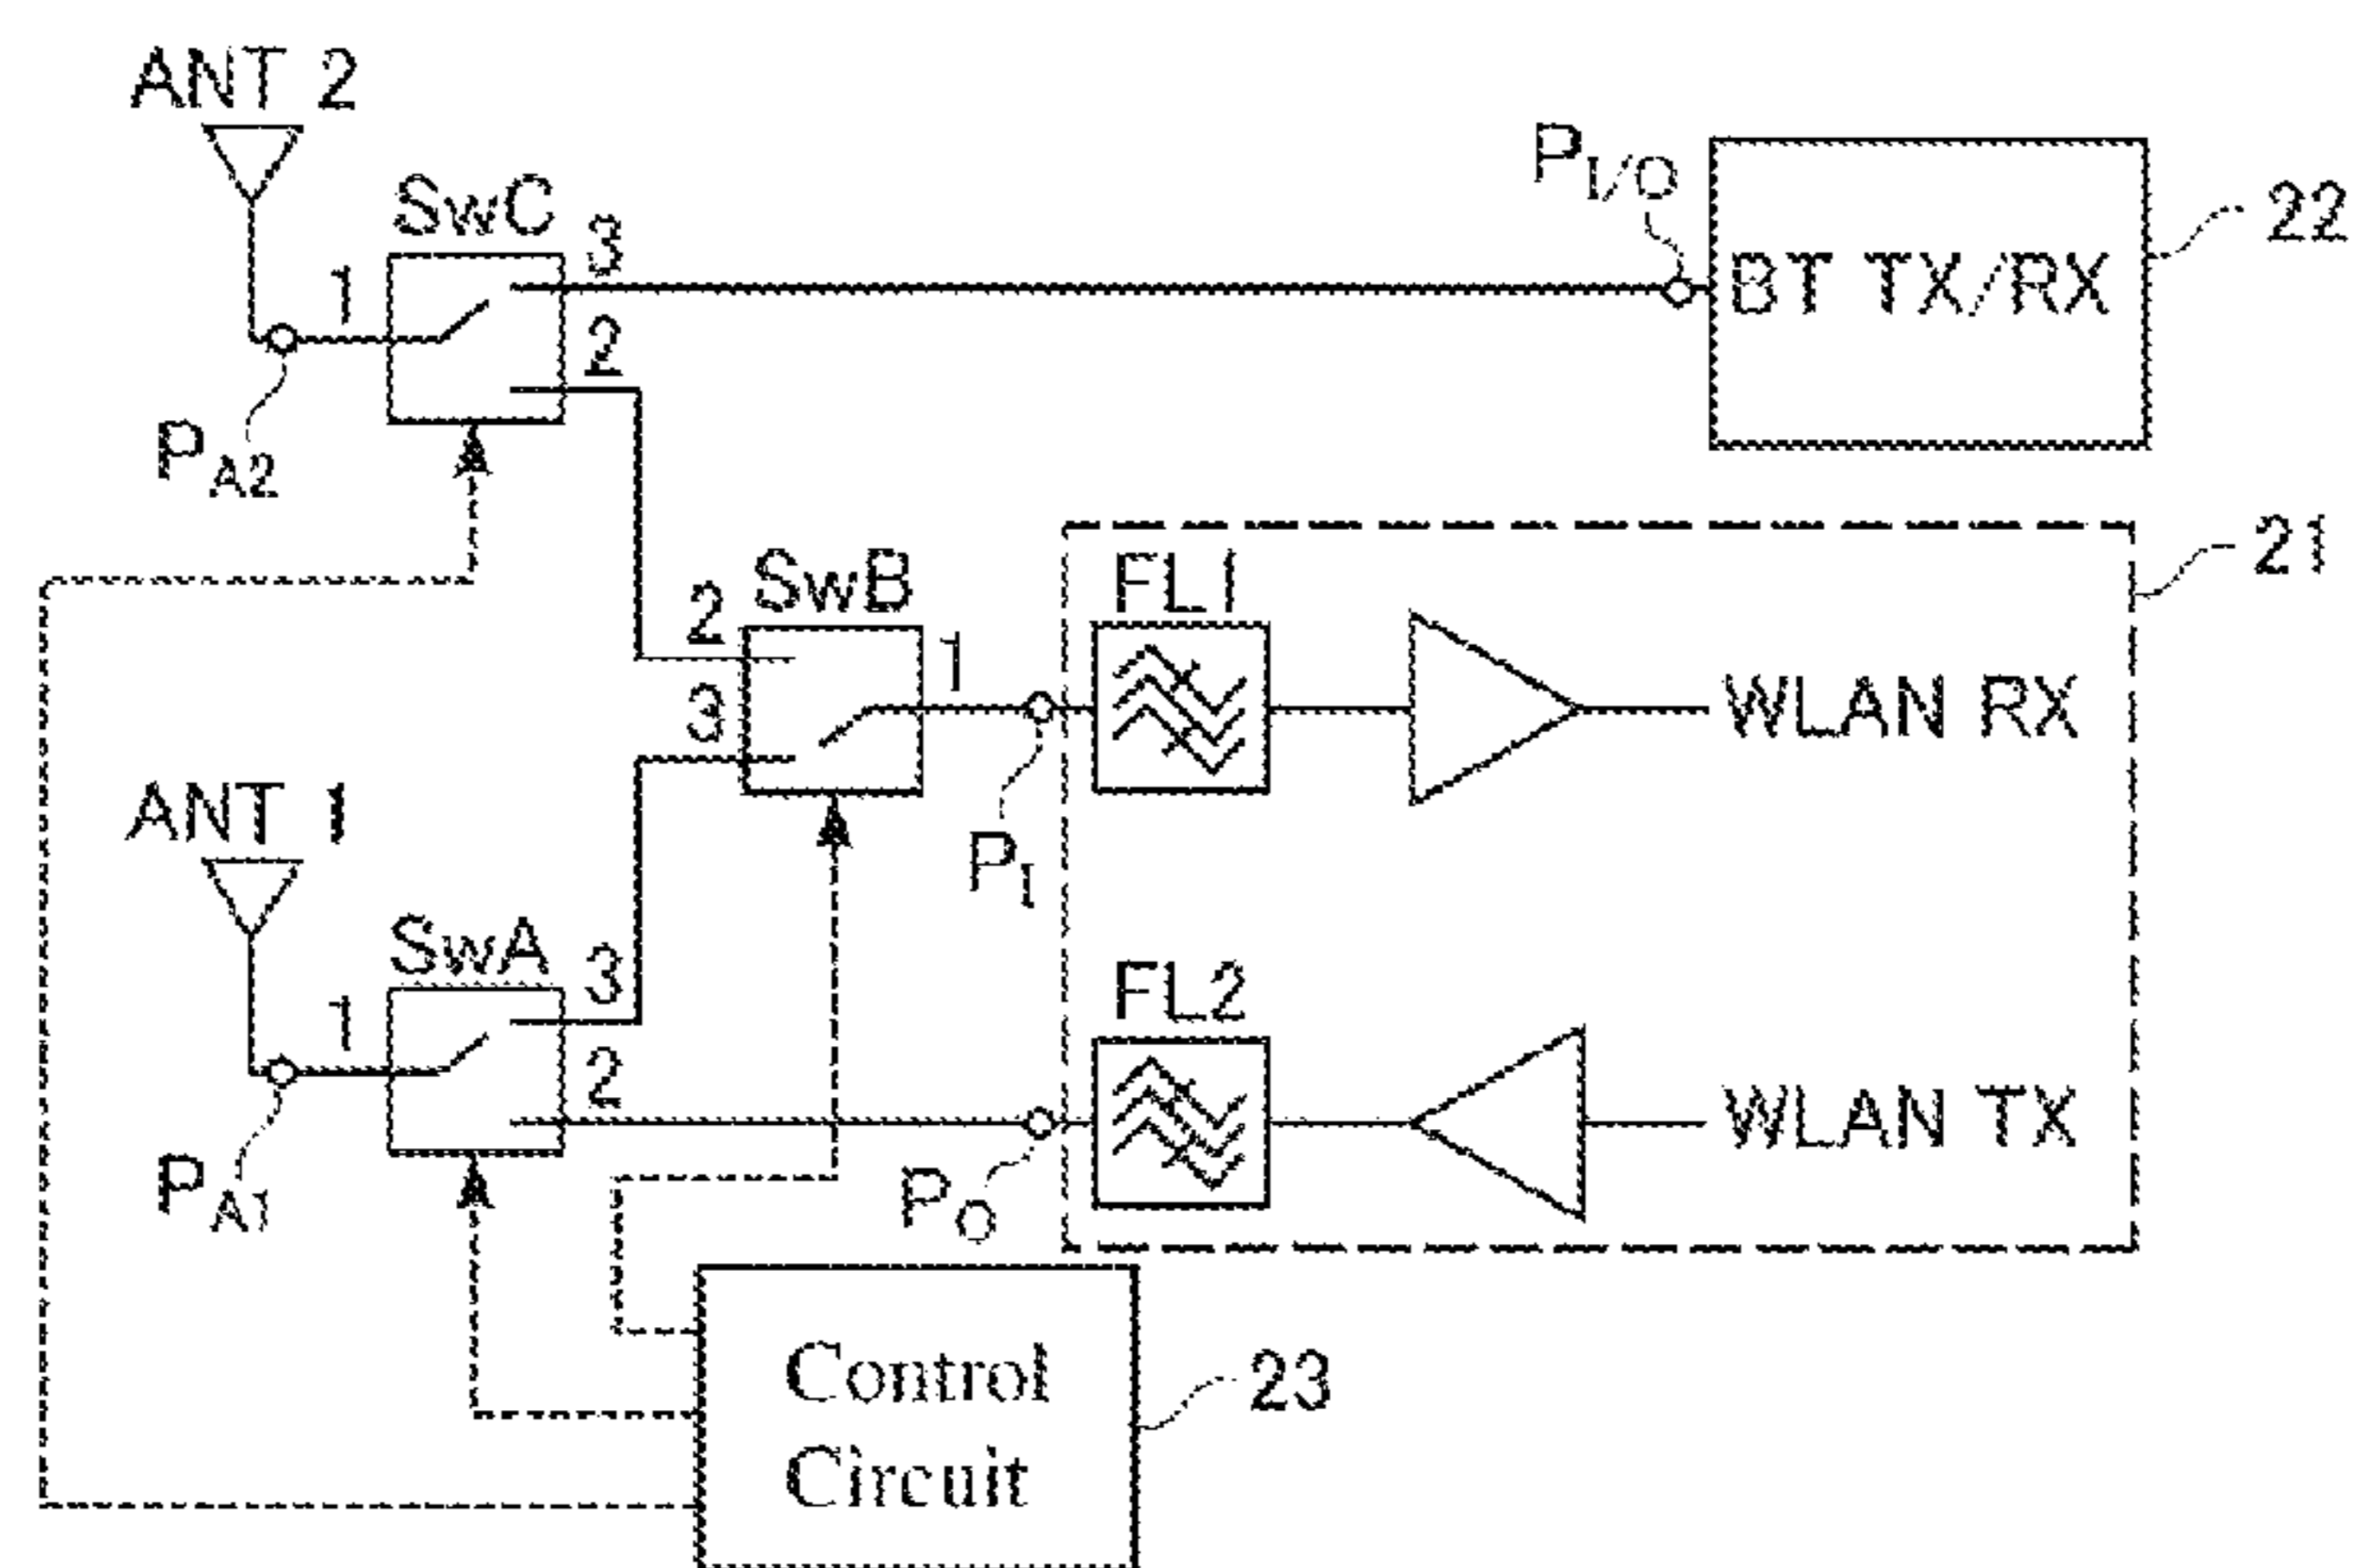 ANT 2
SwC
1
3
2
PA2
PI/O
BT TX/RX
22
21
SwB
2
3
1
PI
FL1
WLAN RX
ANT 1
SwA
1
3
2
PA1
PO
FL2
WLAN TX
Control
Circuit
23